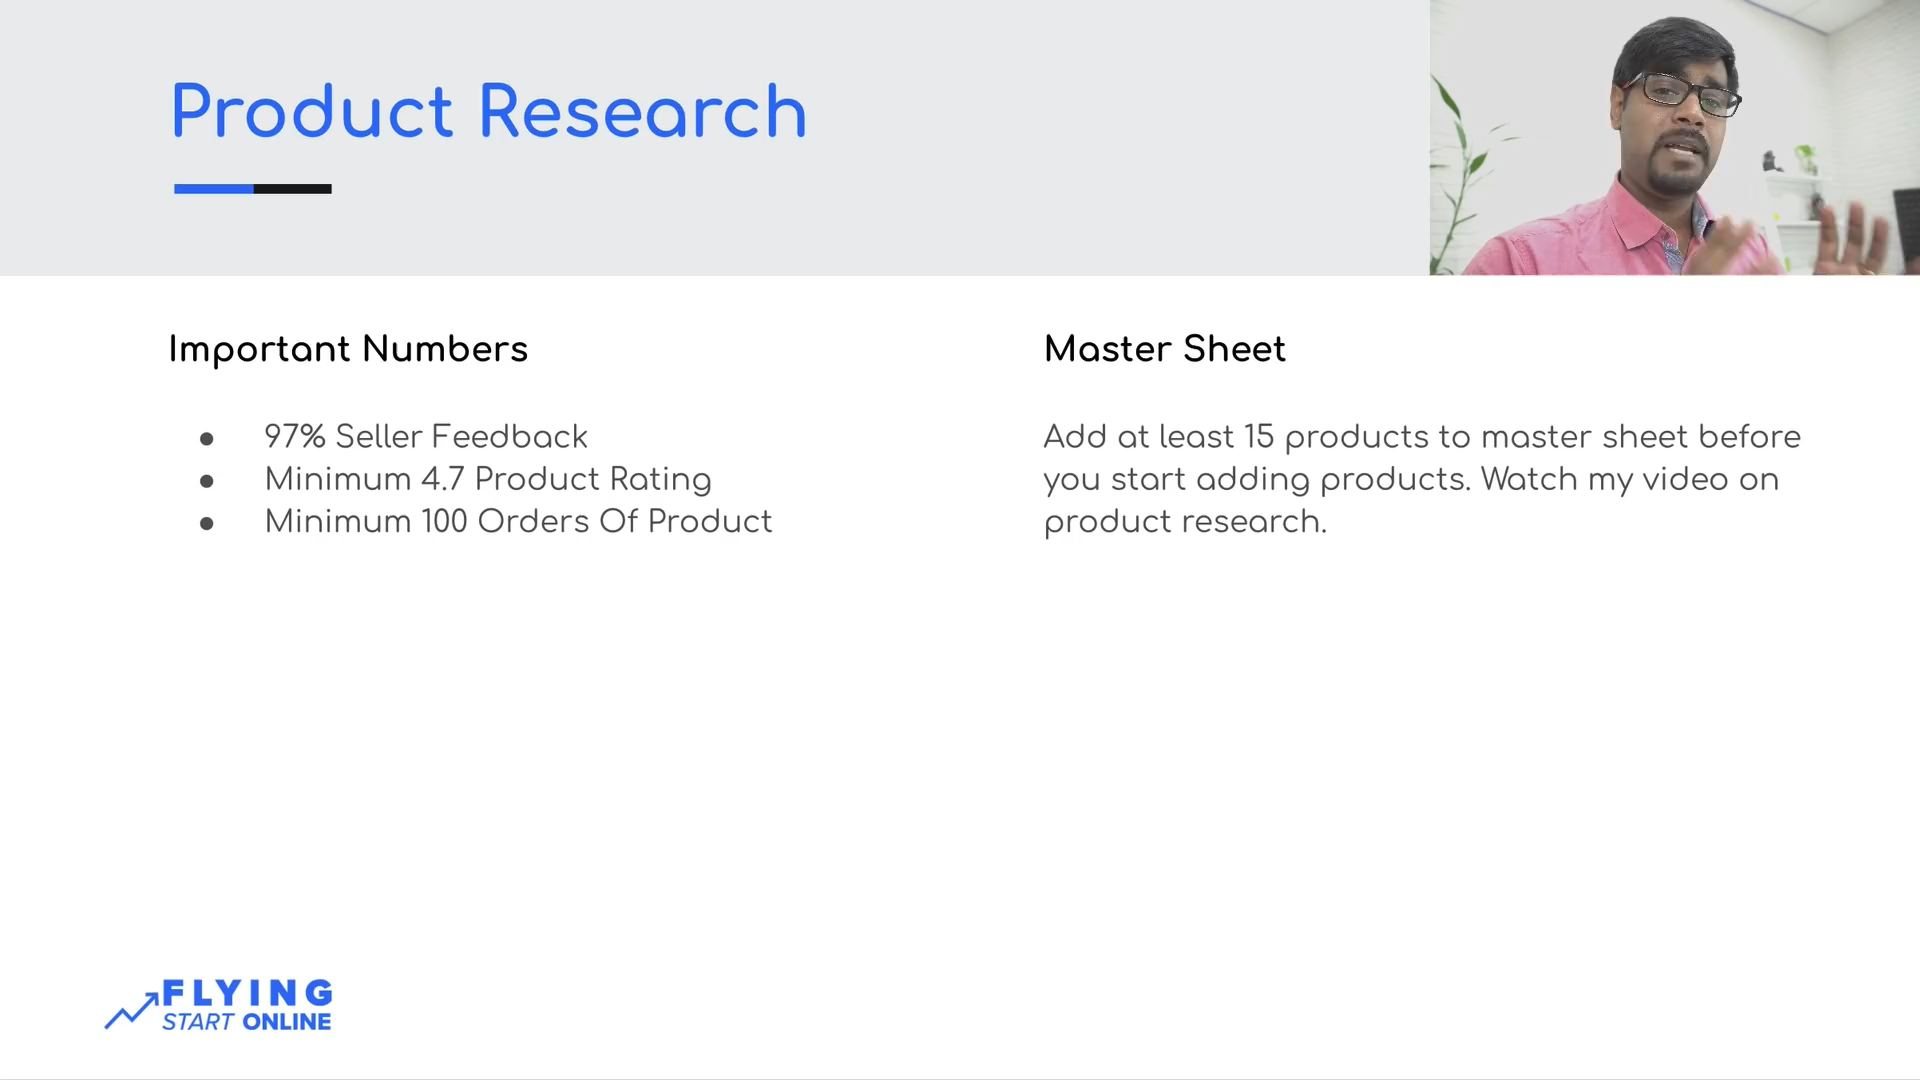 Product Research
Important Numbers
● 97% Seller Feedback
● Minimum 4.7 Product Rating
● Minimum 100 Orders Of Product
Master Sheet
Add at least 15 products to master sheet before
you start adding products. Watch my video on
product research.
FLYING
START ONLINE